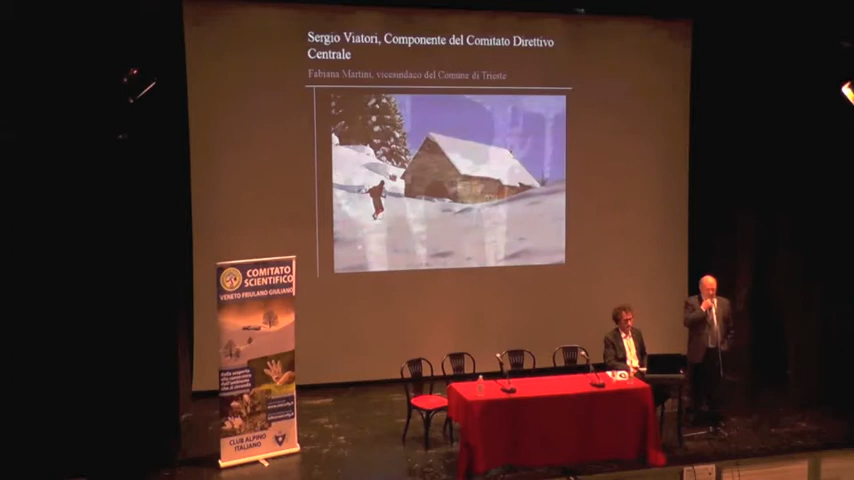 Sergio Viatori, Componente del Comitato Direttivo
Centrale
Fabiana Martini, vicesindaco del Comune di Trieste
COMITATO
SCIENTIFICO
VENETO FRIULANO GIULIANO
CLUB ALPINO
ITALIANO